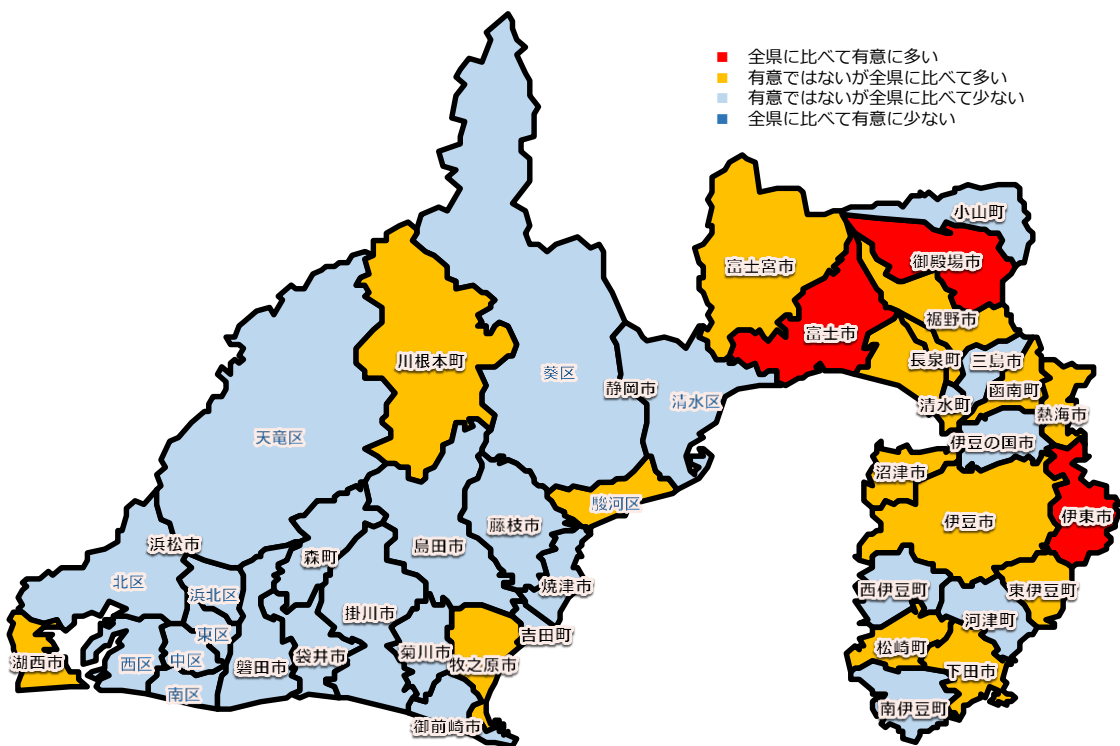 全県に比べて有意に多い
有意ではないが全県に比べて多い
有意ではないが全県に比べて少ない
全県に比べて有意に少ない
小山町
御殿場市
富士宮市
裾野市
富士市
長泉町
三島市
川根本町
葵区
静岡市
清水区
函南町
清水町
熱海市
天竜区
伊豆の国市
沼津市
駿河区
伊豆市
伊東市
藤枝市
浜松市
島田市
森町
北区
浜北区
焼津市
西伊豆町
東伊豆町
掛川市
河津町
東区
吉田町
松崎町
湖西市
西区
中区
磐田市
袋井市
菊川市
牧之原市
下田市
南区
南伊豆町
御前崎市